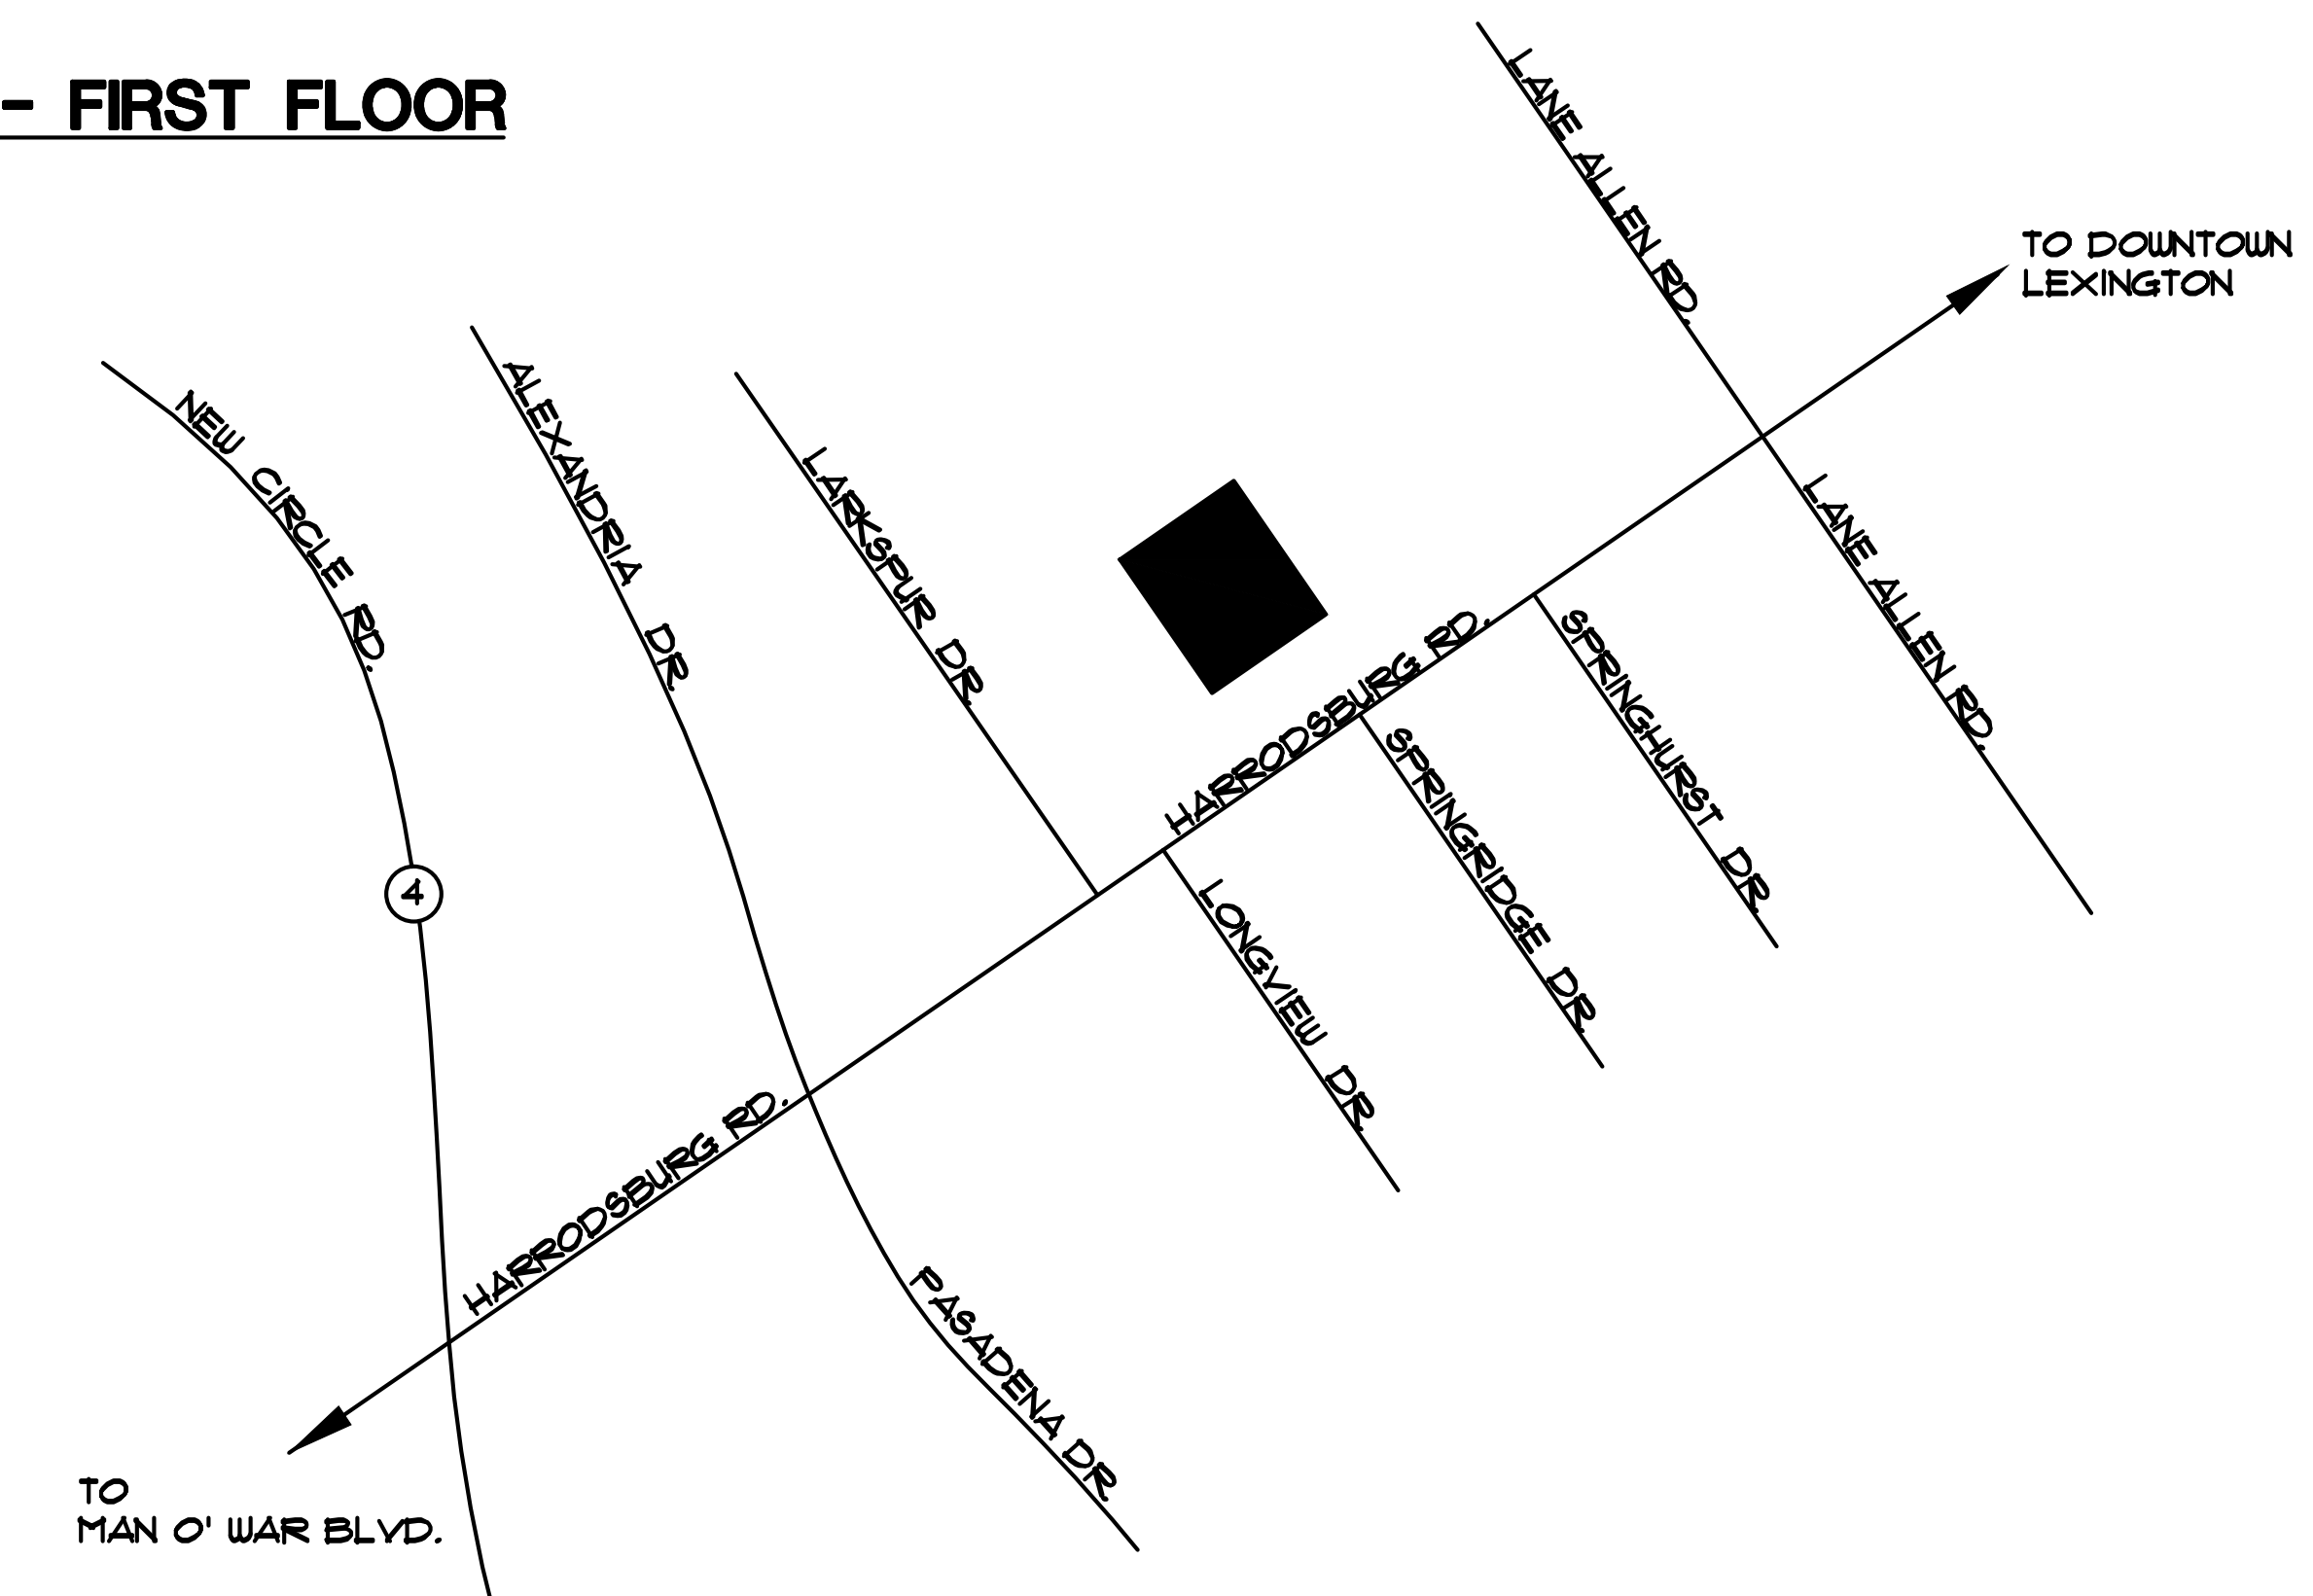 - FIRST FLOOR
LANE ALLEN RD.
TO DOWNTOWN
LEXINGTON
NEW CIRCLE RD.
ALEXANDRIA DR.
LARKSPUR DR.
HARRODSBURG RD.
SPRINGHURST DR.
LANE ALLEN RD.
SPRINGRIDGE DR.
4
LONGVIEW DR.
HARRODSBURG RD.
PASADENA DR.
TO
MAN O' WAR BLVD.